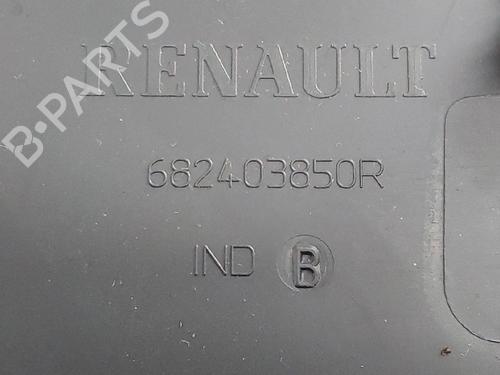 B-PARTS
RENAULT
682403850R
IND B